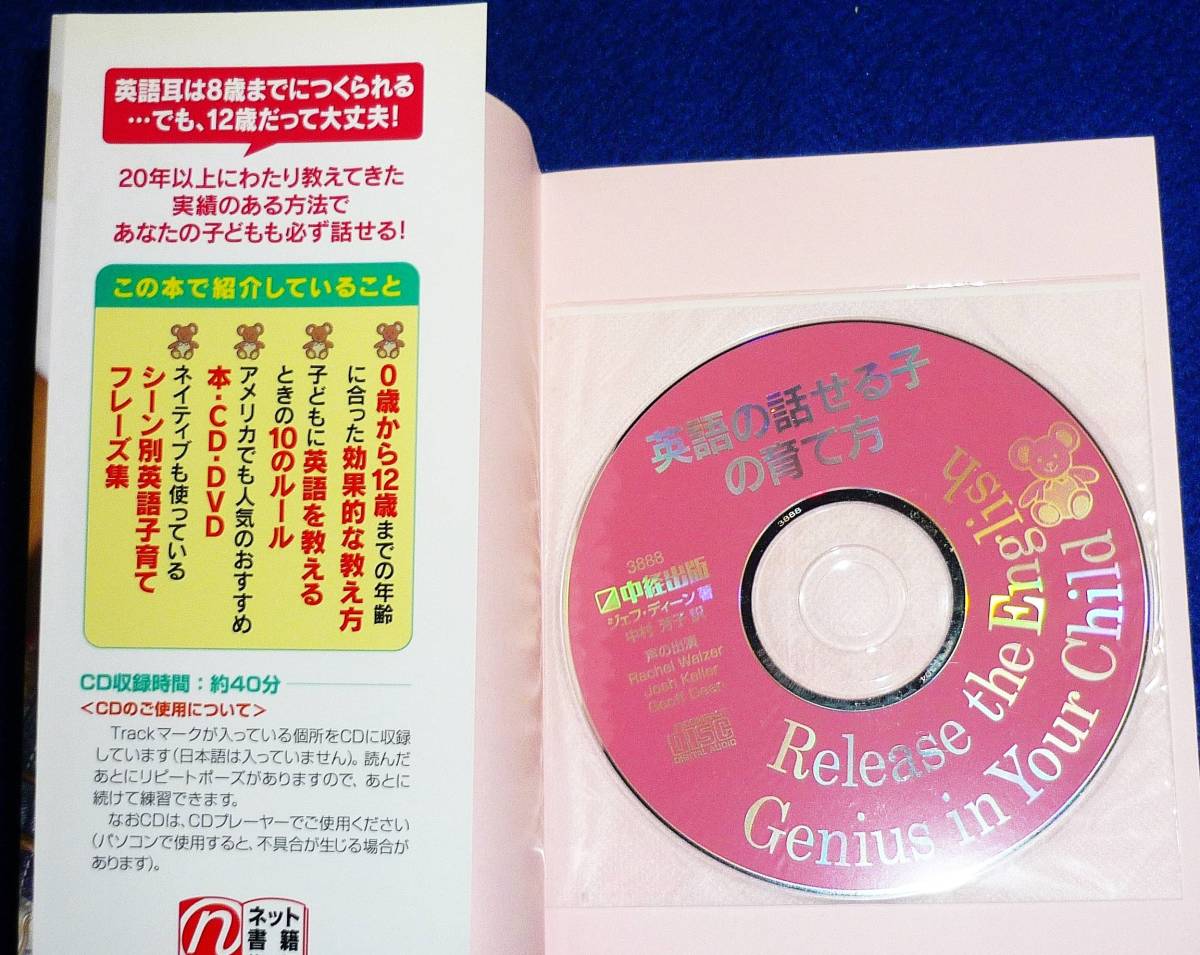 英語耳は8歳までにつくられる
…でも、12歳だって大丈夫!
20年以上にわたり教えてきた
実績のある方法で
あなたの子どもも必ず話せる!
この本で紹介していること
0歳から12歳までの年齢
に合った効果的な教え方
子どもに英語を教える
ときの10のルール
アメリカでも人気のおすすめ
本・CD・DVD
ネイティブも使っている
シーン別英語子育て
フレーズ集
CD収録時間：約40分
＜CDのご使用について＞
Trackマークが入っている個所をCDに収録
しています(日本語は入っていません)。読んだ
あとにリピートポーズがありますので、あとに
続けて練習できます。
なおCDは、CDプレーヤーでご使用ください
(パソコンで使用すると、不具合が生じる場合が
あります)。
n
ネット
書籍
英語の話せる子
の育て方
3888
3888
中経出版
ジェフ・ディーン 著
中村 芳子 訳
声の出演
Rachel Walzer
Josh Keller
Geoff Dean
DISC
DIGITAL AUDIO
Release the English
Genius in Your Child